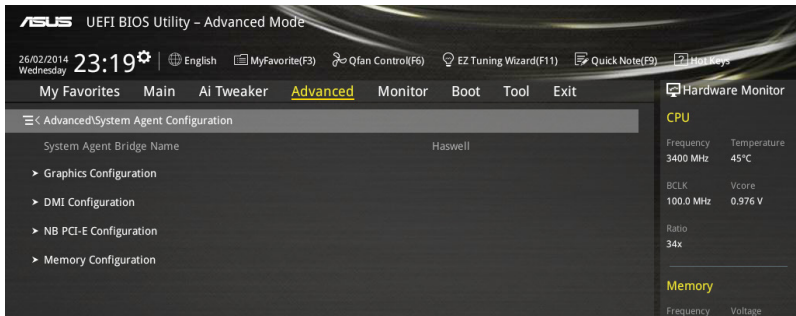 ASUS UEFI BIOS Utility – Advanced Mode
26/02/2014 Wednesday 23:19 English MyFavorite(F3) Qfan Control(F6) EZ Tuning Wizard(F11) Quick Note(F9) ? Hot Keys
My Favorites Main Ai Tweaker Advanced Monitor Boot Tool Exit
Hardware Monitor
< Advanced\System Agent Configuration
System Agent Bridge Name Haswell
> Graphics Configuration
> DMI Configuration
> NB PCI-E Configuration
> Memory Configuration
CPU
Frequency Temperature
3400 MHz 45°C
BCLK Vcore
100.0 MHz 0.976 V
Ratio
34x
Memory
Frequency Voltage